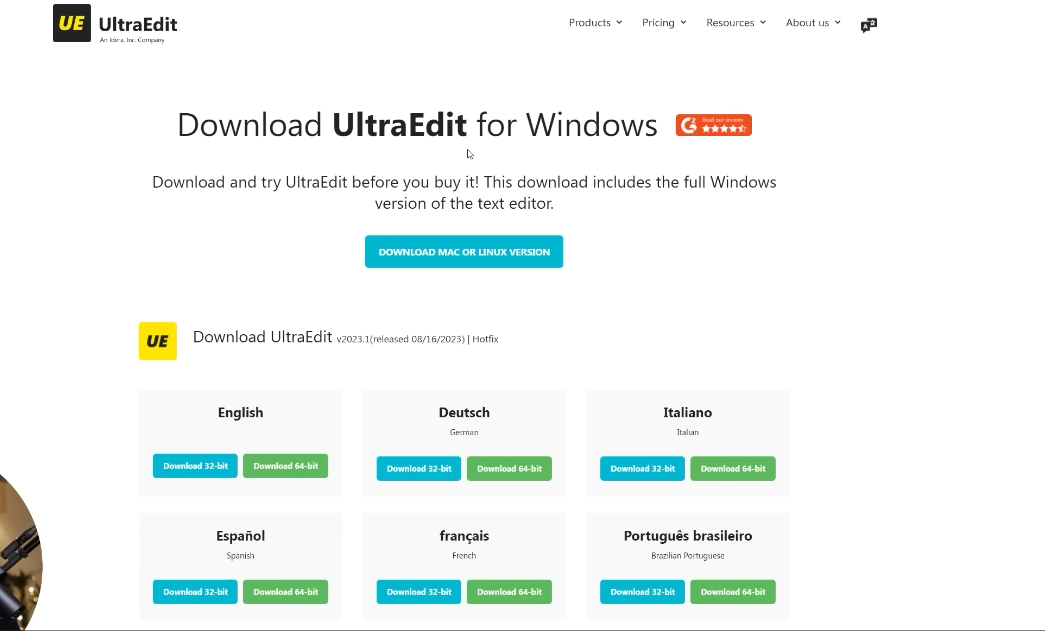 UE UltraEdit
An Idera, Inc. Company
Products Pricing Resources About us
Download UltraEdit for Windows
Read our reviews
Download and try UltraEdit before you buy it! This download includes the full Windows
version of the text editor.
DOWNLOAD MAC OR LINUX VERSION
UE Download UltraEdit v2023.1(released 08/16/2023) | Hotfix
English
Download 32-bit Download 64-bit
Deutsch
German
Download 32-bit Download 64-bit
Italiano
Italian
Download 32-bit Download 64-bit
Español
Spanish
Download 32-bit Download 64-bit
français
French
Download 32-bit Download 64-bit
Português brasileiro
Brazilian Portuguese
Download 32-bit Download 64-bit